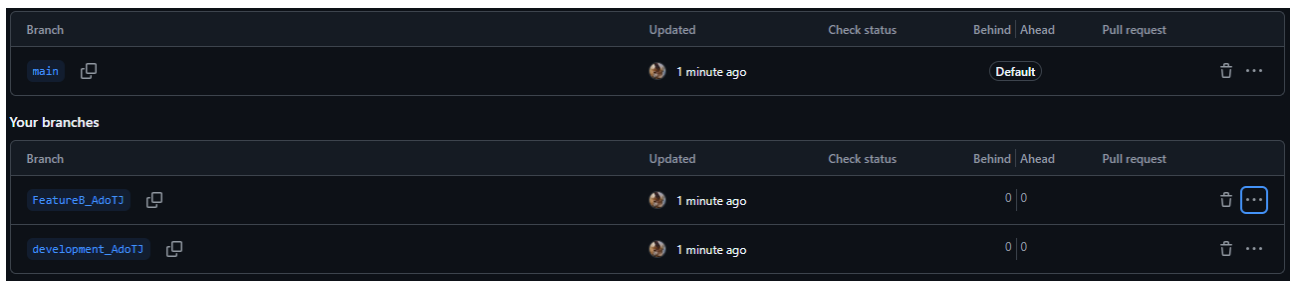 Branch Updated Check status Behind Ahead Pull request
main 1 minute ago Default
Your branches
Branch Updated Check status Behind Ahead Pull request
FeatureB_AdoTJ 1 minute ago 0 0
development_AdoTJ 1 minute ago 0 0